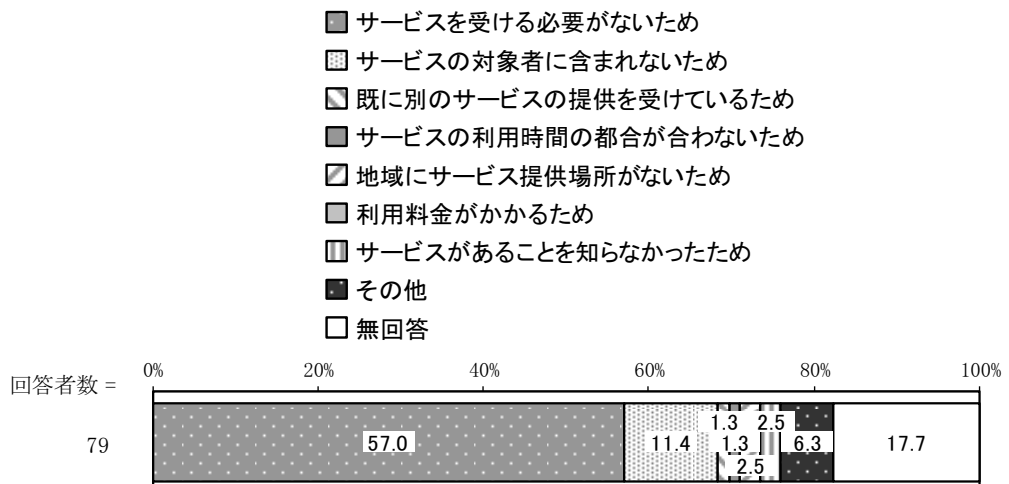 サービスを受ける必要がないため
サービスの対象者に含まれないため
既に別のサービスの提供を受けているため
サービスの利用時間の都合が合わないため
地域にサービス提供場所がないため
利用料金がかかるため
サービスがあることを知らなかったため
その他
無回答
回答者数 =
0% 20% 40% 60% 80% 100%
79
57.0 11.4 1.3 1.3 2.5 2.5 6.3 17.7